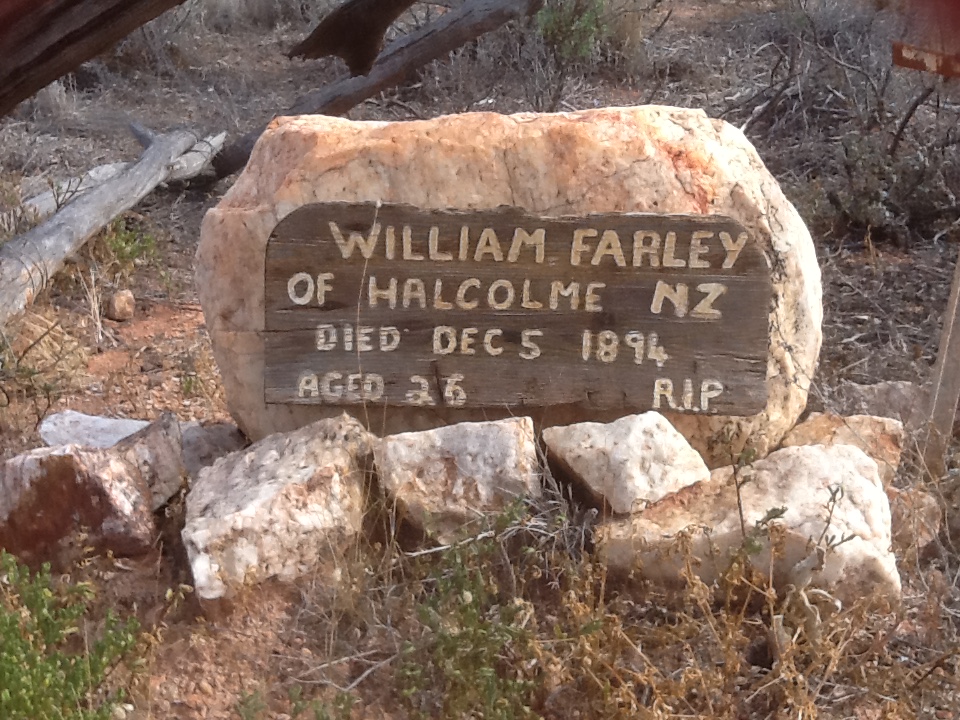 WILLIAM FARLEY
OF HALCOLME NZ
DIED DEC 5 1894
AGED 26 R.I.P